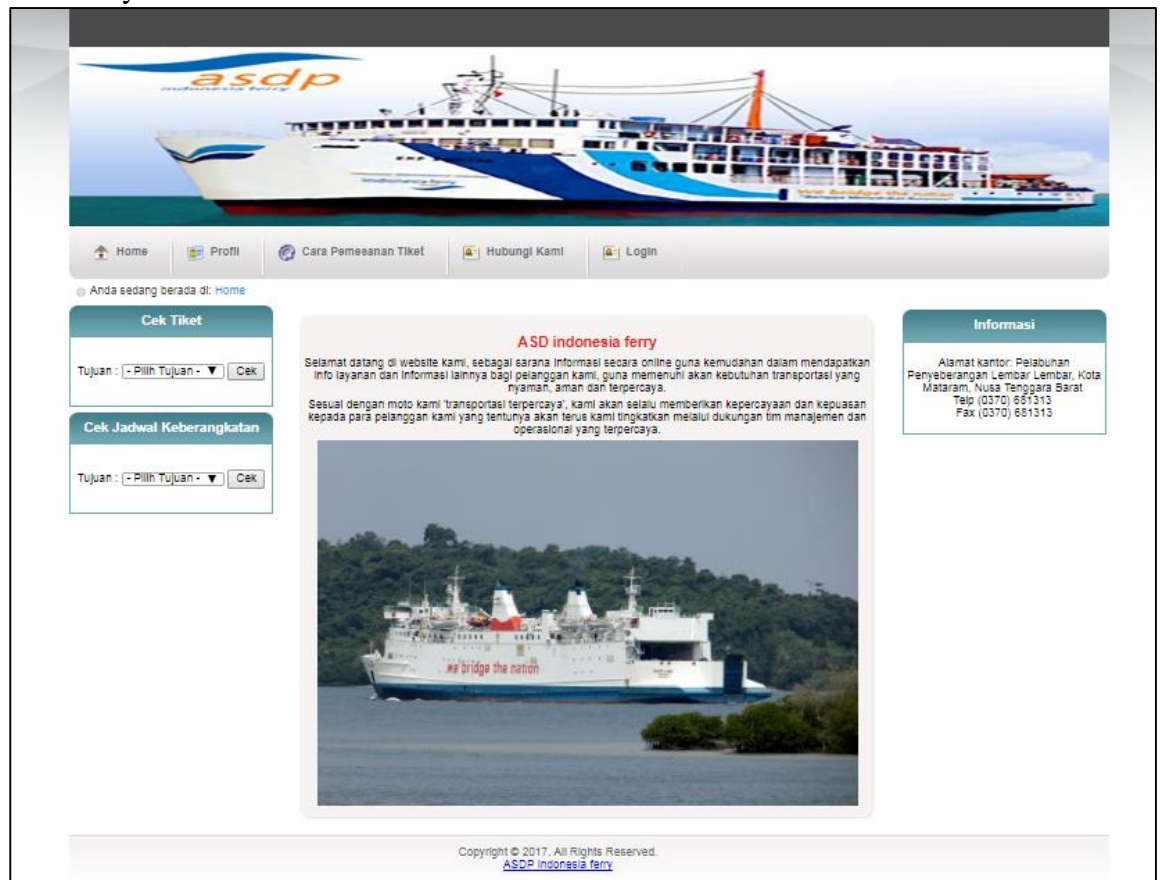 asdp
indonesia ferry
Indonesia ferry
we bridge the nation
"Bangga Menyatukan Nusantara"
Home
Profil
Cara Pemesanan Tiket
Hubungi Kami
Login
Anda sedang berada di: Home
Cek Tiket
Tujuan : - Pilih Tujuan - ▼ Cek
Cek Jadwal Keberangkatan
Tujuan : - Pilih Tujuan - ▼ Cek
ASD indonesia ferry
Selamat datang di website kami, sebagai sarana informasi secara online guna kemudahan dalam mendapatkan
info layanan dan informasi lainnya bagi pelanggan kami, guna memenuhi akan kebutuhan transportasi yang
nyaman, aman dan terpercaya.
Sesuai dengan moto kami 'transportasi terpercaya', kami akan selalu memberikan kepercayaan dan kepuasan
kepada para pelanggan kami yang tentunya akan terus kami tingkatkan melalui dukungan tim manajemen dan
operasional yang terpercaya.
we bridge the nation
Informasi
Alamat kantor: Pelabuhan
Penyeberangan Lembar Lembar, Kota
Mataram, Nusa Tenggara Barat
Telp (0370) 681313
Fax (0370) 681313
Copyright © 2017. All Rights Reserved.
ASDP Indonesia ferry